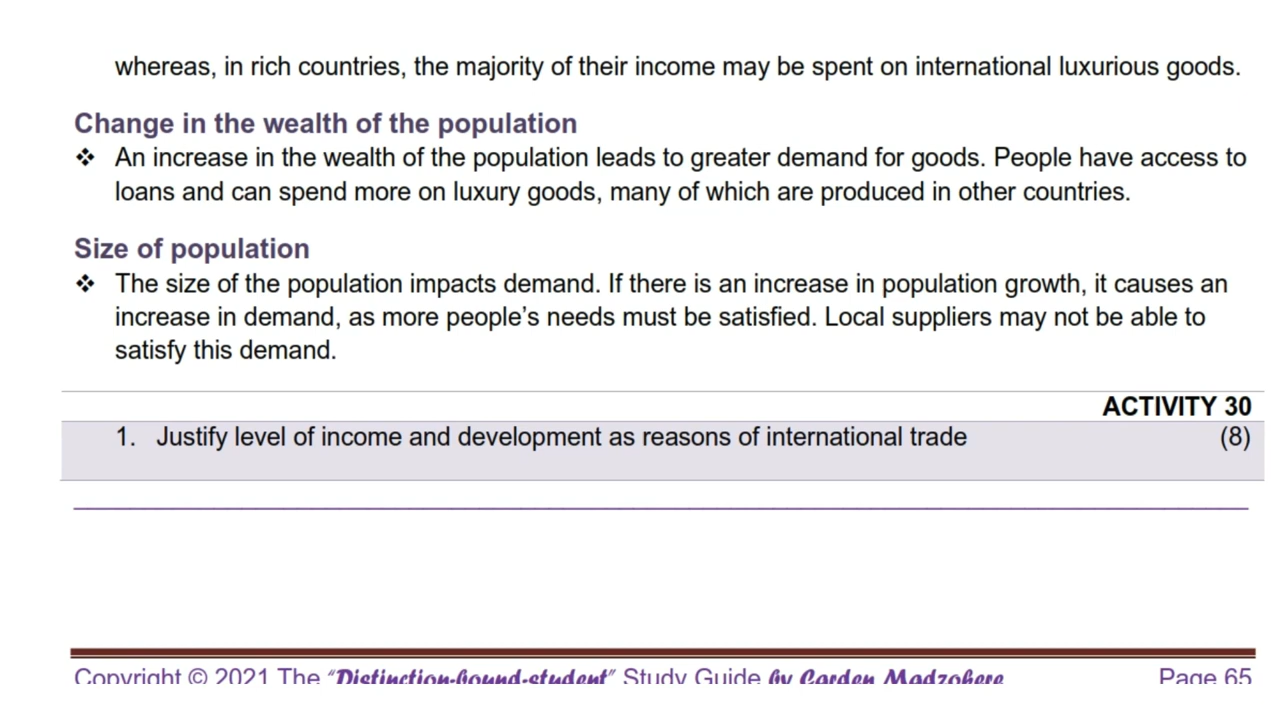 whereas, in rich countries, the majority of their income may be spent on international luxurious goods.
Change in the wealth of the population
❖ An increase in the wealth of the population leads to greater demand for goods. People have access to
loans and can spend more on luxury goods, many of which are produced in other countries.
Size of population
❖ The size of the population impacts demand. If there is an increase in population growth, it causes an
increase in demand, as more people’s needs must be satisfied. Local suppliers may not be able to
satisfy this demand.
ACTIVITY 30
1. Justify level of income and development as reasons of international trade (8)
Copyright © 2021 The “Distinction-bound-student” Study Guide by Carden Madzokere Page 65